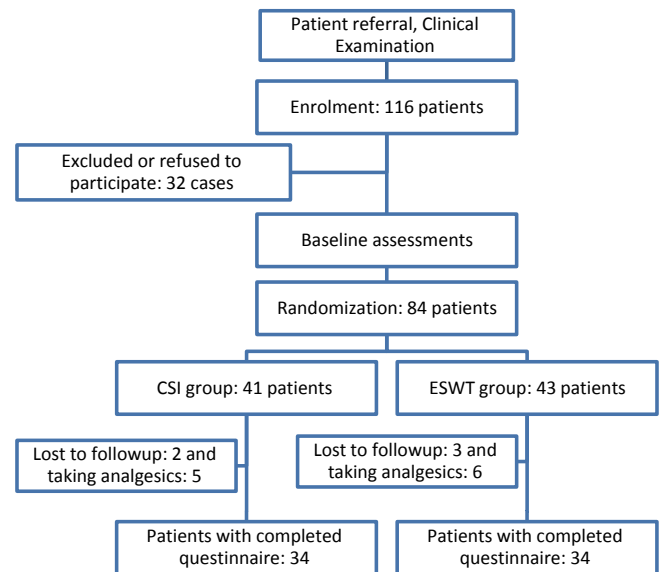 Patient referral, Clinical
Examination
Enrolment: 116 patients
Excluded or refused to
participate: 32 cases
Baseline assessments
Randomization: 84 patients
CSI group: 41 patients
ESWT group: 43 patients
Lost to followup: 2 and
taking analgesics: 5
Lost to followup: 3 and
taking analgesics: 6
Patients with completed
questinnaire: 34
Patients with completed
questinnaire: 34